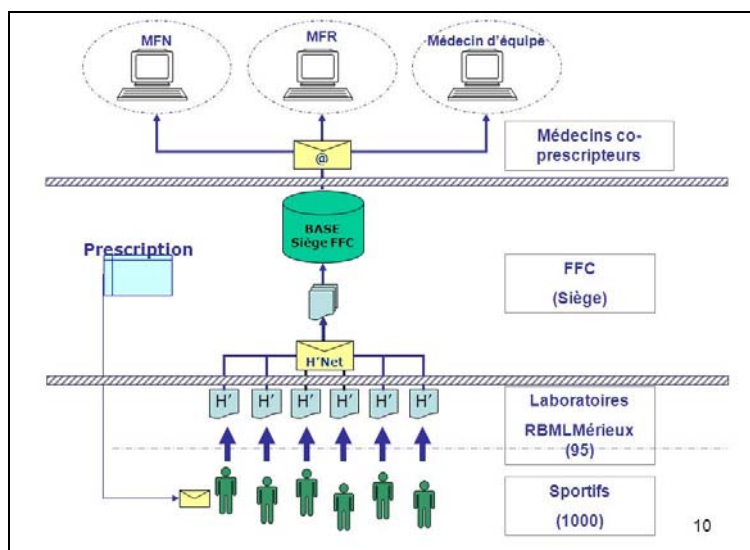 MFN
MFR
Médecin d'équipe
@
Médecins co-
prescripteurs
BASE
Siège FFC
Prescription
FFC
(Siège)
H'Net
H' H' H' H' H' H'
Laboratoires
RBMLMérieux
(95)
Sportifs
(1000)
10